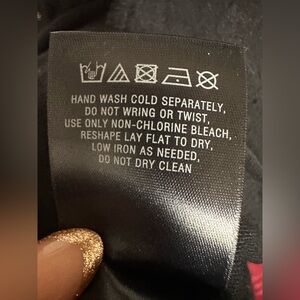 HAND WASH COLD SEPARATELY,
DO NOT WRING OR TWIST,
USE ONLY NON-CHLORINE BLEACH,
RESHAPE LAY FLAT TO DRY,
LOW IRON AS NEEDED,
DO NOT DRY CLEAN